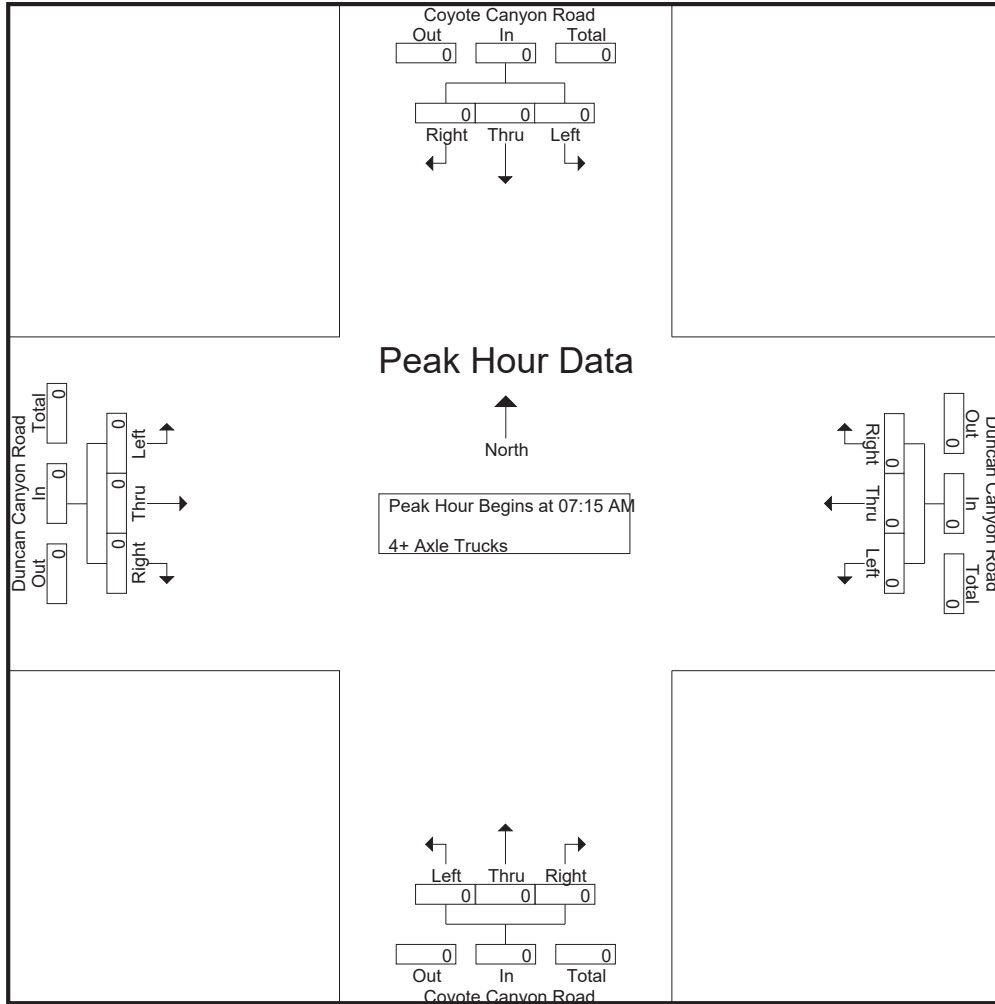 Coyote Canyon Road
Out In Total
0 0 0
0 0 0
Right Thru Left
Peak Hour Data
North
Peak Hour Begins at 07:15 AM
4+ Axle Trucks
Duncan Canyon Road
Out In Total
0 0 0
0 0 0
Right Thru Left
Duncan Canyon Road
Out In Total
0 0 0
0 0 0
Right Thru Left
Left Thru Right
0 0 0
0 0 0
Out In Total
Coyote Canyon Road